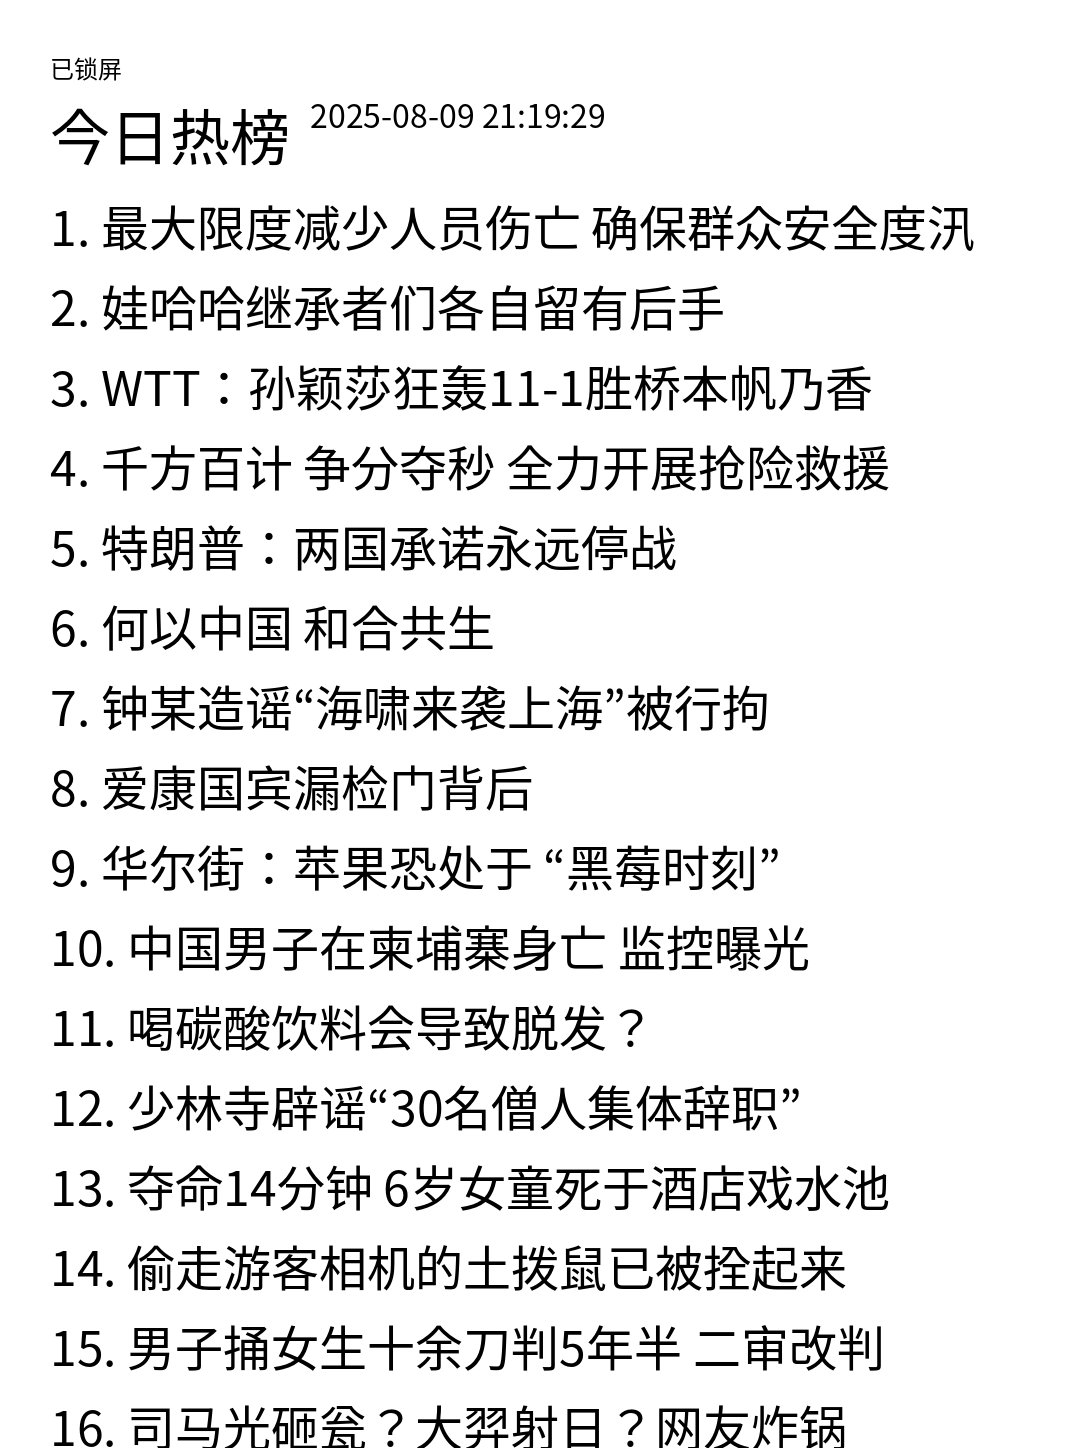 已锁屏
今日热榜 2025-08-09 21:19:29
1. 最大限度减少人员伤亡 确保群众安全度汛
2. 娃哈哈继承者们各自留有后手
3. WTT：孙颖莎狂轰11-1胜桥本帆乃香
4. 千方百计 争分夺秒 全力开展抢险救援
5. 特朗普：两国承诺永远停战
6. 何以中国 和合共生
7. 钟某造谣“海啸来袭上海”被行拘
8. 爱康国宾漏检门背后
9. 华尔街：苹果恐处于 “黑莓时刻”
10. 中国男子在柬埔寨身亡 监控曝光
11. 喝碳酸饮料会导致脱发？
12. 少林寺辟谣“30名僧人集体辞职”
13. 夺命14分钟 6岁女童死于酒店戏水池
14. 偷走游客相机的土拨鼠已被拴起来
15. 男子捅女生十余刀判5年半 二审改判
16. 司马光砸瓮？大羿射日？网友炸锅